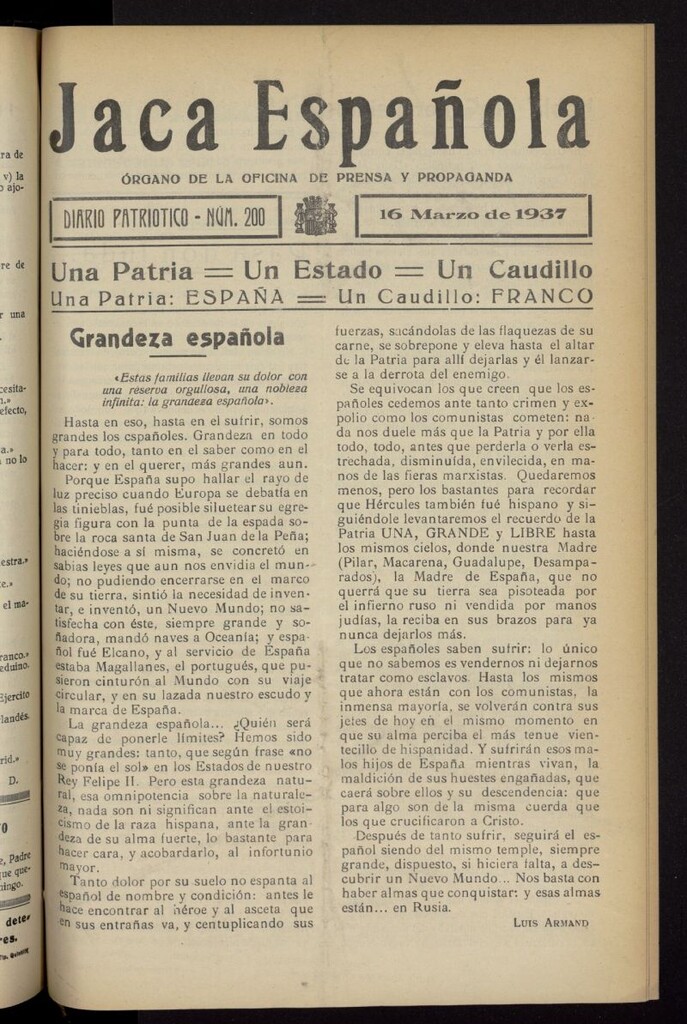 Jaca Española
ÓRGANO DE LA OFICINA DE PRENSA Y PROPAGANDA
DIARIO PATRIOTICO - NÚM. 200
16 Marzo de 1937
Una Patria = Un Estado = Un Caudillo
Una Patria: ESPAÑA = Un Caudillo: FRANCO
Grandeza española
«Estas familias llevan su dolor con
una reserva orgullosa, una nobleza
infinita: la grandeza española».
Hasta en eso, hasta en el sufrir, somos
grandes los españoles. Grandeza en todo
y para todo, tanto en el saber como en el
hacer: y en el querer, más grandes aun.
Porque España supo hallar el rayo de
luz preciso cuando Europa se debatía en
las tinieblas, fué posible siluetear su egre-
gia figura con la punta de la espada so-
bre la roca santa de San Juan de la Peña;
haciéndose a sí misma, se concretó en
sabias leyes que aun nos envidia el mun-
do; no pudiendo encerrarse en el marco
de su tierra, sintió la necesidad de inven-
tar, e inventó, un Nuevo Mundo; no sa-
tisfecha con éste, siempre grande y so-
ñadora, mandó naves a Oceanía; y espa-
ñol fué Elcano, y al servicio de España
estaba Magallanes, el portugués, que pu-
sieron cinturón al Mundo con su viaje
circular, y en su lazada nuestro escudo y
la marca de España.
La grandeza española... ¿Quién será
capaz de ponerle límites? Hemos sido
muy grandes: tanto, que según frase «no
se ponía el sol» en los Estados de nuestro
Rey Felipe II. Pero esta grandeza natu-
ral, esa omnipotencia sobre la naturale-
za, nada son ni significan ante el estoi-
cismo de la raza hispana, ante la gran
deza de su alma fuerte, lo bastante para
hacer cara, y acobardarlo, al infortunio
mayor.
Tanto dolor por su suelo no espanta al
español de nombre y condición: antes le
hace encontrar al héroe y al asceta que
en sus entrañas va, y centuplicando sus
fuerzas, sacándolas de las flaquezas de su
carne, se sobrepone y eleva hasta el altar
de la Patria para allí dejarlas y él lanzar-
se a la derrota del enemigo.
Se equivocan los que creen que los es-
pañoles cedemos ante tanto crimen y ex-
polio como los comunistas cometen: na
da nos duele más que la Patria y por ella
todo, todo, antes que perderla o verla es-
trechada, disminuída, envilecida, en ma-
nos de las fieras marxistas. Quedaremos
menos, pero los bastantes para recordar
que Hércules también fué hispano y si-
guiéndole levantaremos el recuerdo de la
Patria UNA, GRANDE y LIBRE hasta
los mismos cielos, donde nuestra Madre
(Pilar, Macarena, Guadalupe, Desampa-
rados), la Madre de España, que no
querrá que su tierra sea pisoteada por
el infierno ruso ni vendida por manos
judías, la reciba en sus brazos para ya
nunca dejarlos más.
Los españoles saben sufrir: lo único
que no sabemos es vendernos ni dejarnos
tratar como esclavos. Hasta los mismos
que ahora están con los comunistas, la
inmensa mayoría, se volverán contra sus
jefes de hoy en el mismo momento en
que su alma perciba el más tenue vien-
tecillo de hispanidad. Y sufrirán esos ma-
los hijos de España mientras vivan, la
maldición de sus huestes engañadas, que
caerá sobre ellos y su descendencia: que
para algo son de la misma cuerda que
los que crucificaron a Cristo.
Después de tanto sufrir, seguirá el es-
pañol siendo del mismo temple, siempre
grande, dispuesto, si hiciera falta, a des-
cubrir un Nuevo Mundo... Nos basta con
haber almas que conquistar: y esas almas
están... en Rusia.
LUIS ARMAND